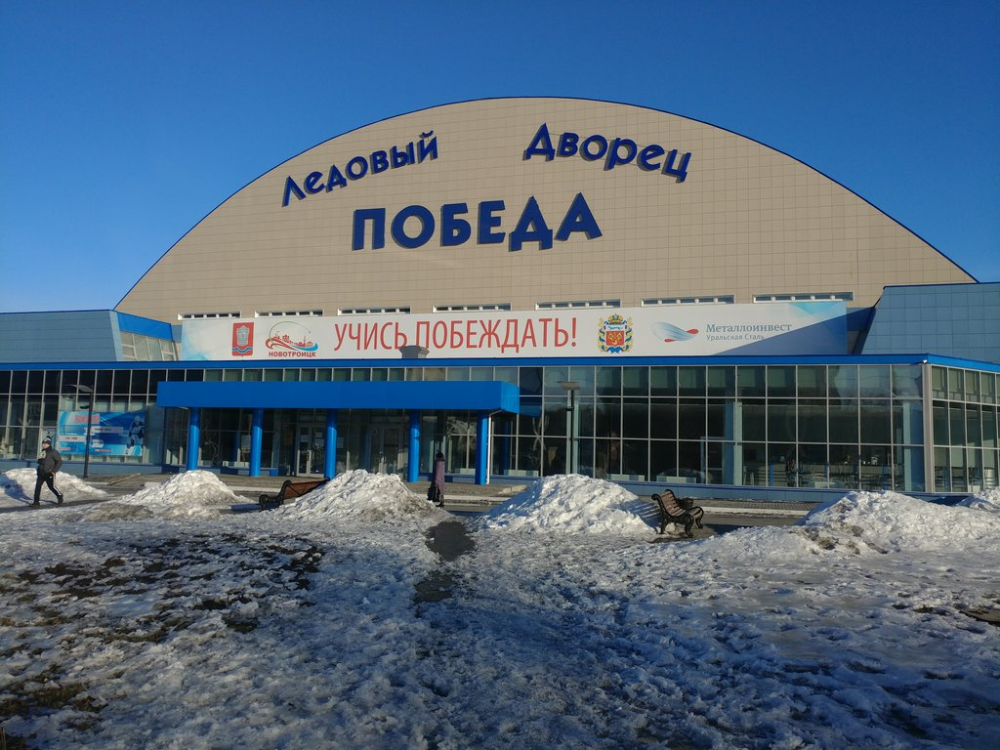 Ледовый Дворец
ПОБЕДА
УЧИСЬ ПОБЕЖДАТЬ!
НОВОТРОИЦК
Металлоинвест
Уральская Сталь